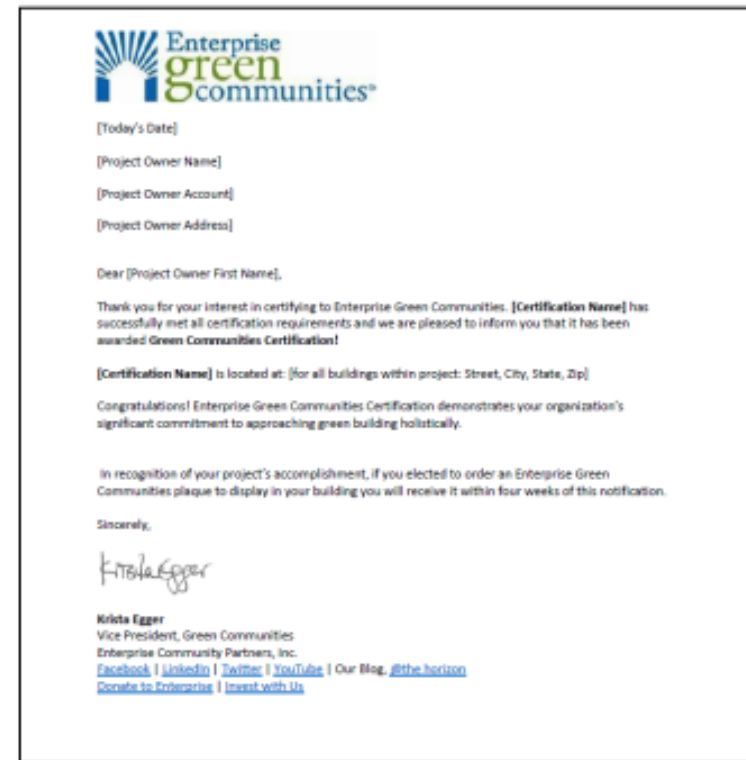 Enterprise
green
communities®
[Today's Date]
[Project Owner Name]
[Project Owner Account]
[Project Owner Address]
Dear [Project Owner First Name],
Thank you for your interest in certifying to Enterprise Green Communities. [Certification Name] has
successfully met all certification requirements and we are pleased to inform you that it has been
awarded Green Communities Certification!
[Certification Name] is located at: [for all buildings within project: Street, City, State, Zip]
Congratulations! Enterprise Green Communities Certification demonstrates your organization's
significant commitment to approaching green building holistically.
In recognition of your project's accomplishment, if you elected to order an Enterprise Green
Communities plaque to display in your building you will receive it within four weeks of this notification.
Sincerely,
Krista Egger
Krista Egger
Vice President, Green Communities
Enterprise Community Partners, Inc.
Facebook | LinkedIn | Twitter | YouTube | Our Blog, @the horizon
Donate to Enterprise | Invest with Us